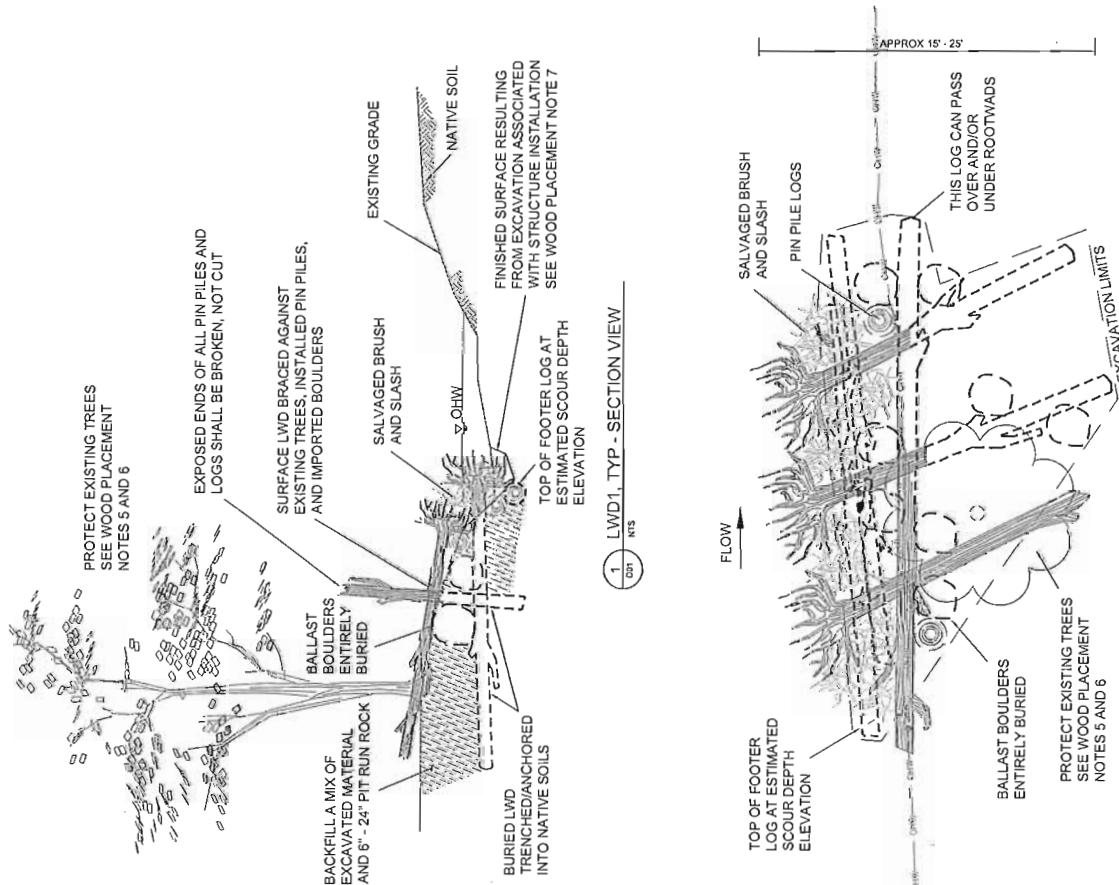 PROTECT EXISTING TREES
SEE WOOD PLACEMENT
NOTES 5 AND 6
EXPOSED ENDS OF ALL PIN PILES AND
LOGS SHALL BE BROKEN, NOT CUT
SURFACE LWD BRACED AGAINST
EXISTING TREES, INSTALLED PIN PILES,
AND IMPORTED BOULDERS
SALVAGED BRUSH
AND SLASH
OHW
EXISTING GRADE
NATIVE SOIL
BALLAST
BOULDERS
ENTIRELY
BURIED
BACKFILL A MIX OF
EXCAVATED MATERIAL
AND 6" - 24" PIT RUN ROCK
BURIED LWD
TRENCHED/ANCHORED
INTO NATIVE SOILS
TOP OF FOOTER LOG AT
ESTIMATED SCOUR DEPTH
ELEVATION
FINISHED SURFACE RESULTING
FROM EXCAVATION ASSOCIATED
WITH STRUCTURE INSTALLATION
SEE WOOD PLACEMENT NOTE 7
1 LWD1, TYP - SECTION VIEW
D01 NTS
FLOW
SALVAGED BRUSH
AND SLASH
PIN PILE LOGS
APPROX 15' - 25'
THIS LOG CAN PASS
OVER AND/OR
UNDER ROOTWADS
EXCAVATION LIMITS
TOP OF FOOTER
LOG AT ESTIMATED
SCOUR DEPTH
ELEVATION
BALLAST BOULDERS
ENTIRELY BURIED
PROTECT EXISTING TREES
SEE WOOD PLACEMENT
NOTES 5 AND 6